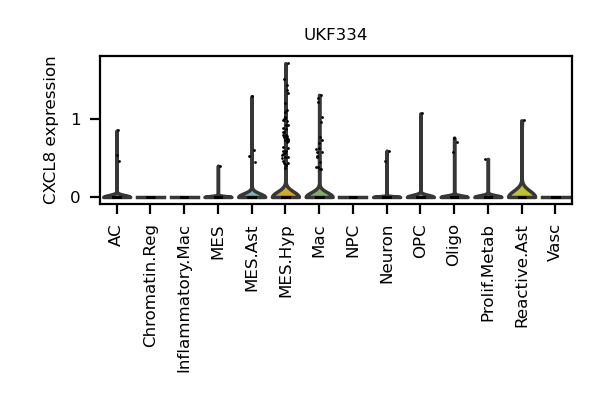 UKF334
CXCL8 expression
1
0
AC
Chromatin.Reg
Inflammatory.Mac
MES
MES.Ast
MES.Hyp
Mac
NPC
Neuron
OPC
Oligo
Prolif.Metab
Reactive.Ast
Vasc